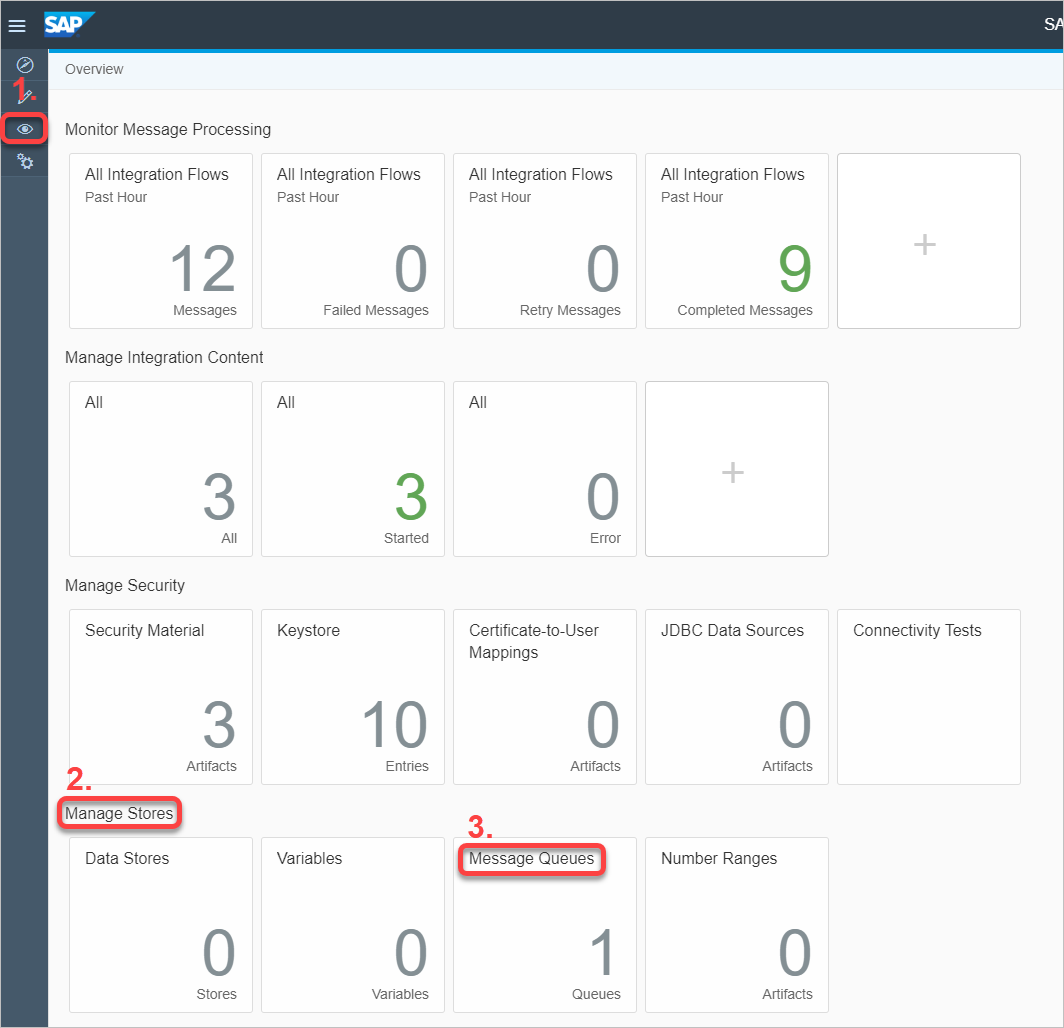 SAP
SA
Overview
1.
Monitor Message Processing
All Integration Flows
Past Hour
12
Messages
All Integration Flows
Past Hour
0
Failed Messages
All Integration Flows
Past Hour
0
Retry Messages
All Integration Flows
Past Hour
9
Completed Messages
+
Manage Integration Content
All
3
All
All
3
Started
All
0
Error
+
Manage Security
Security Material
3
Artifacts
Keystore
10
Entries
Certificate-to-User
Mappings
0
Artifacts
JDBC Data Sources
0
Artifacts
Connectivity Tests
2.
Manage Stores
Data Stores
0
Stores
Variables
0
Variables
3.
Message Queues
1
Queues
Number Ranges
0
Artifacts